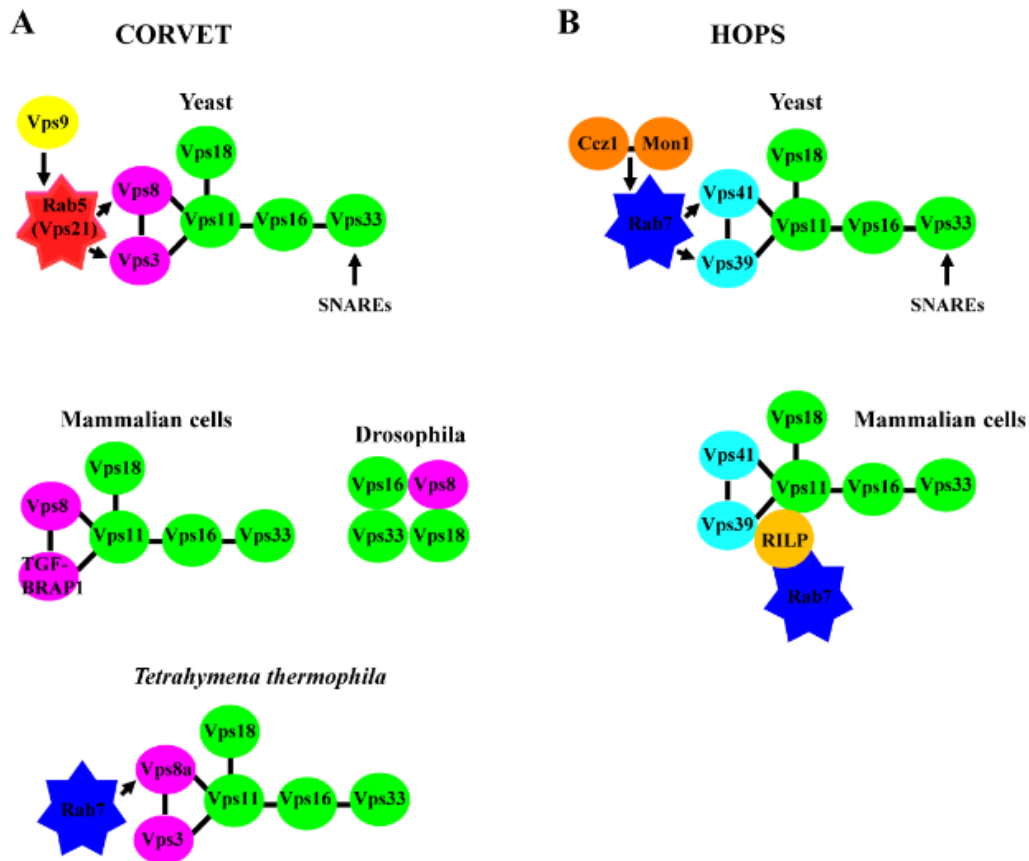 A
CORVET
Yeast
Vps9
Vps18
Rab5
(Vps21)
Vps8
Vps11
Vps16
Vps33
Vps3
SNAREs
Mammalian cells
Vps18
Vps8
Vps11
Vps16
Vps33
TGF-
BRAP1
Drosophila
Vps16
Vps8
Vps33
Vps18
Tetrahymena thermophila
Vps18
Vps8a
Rab7
Vps11
Vps16
Vps33
Vps3
B
HOPS
Yeast
Ccz1
Mon1
Vps18
Vps41
Rab7
Vps11
Vps16
Vps33
Vps39
SNAREs
Mammalian cells
Vps18
Vps41
Vps11
Vps16
Vps33
Vps39
RILP
Rab7